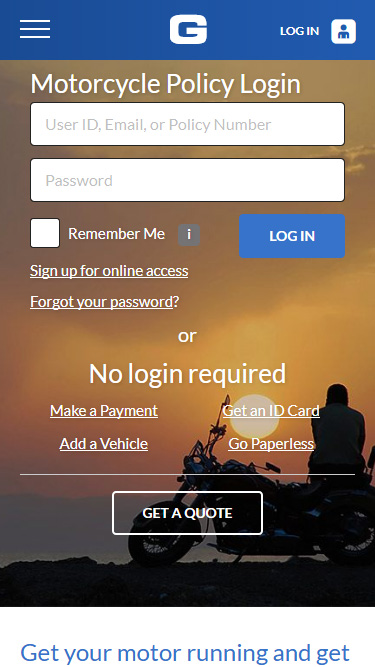 G
LOG IN
Motorcycle Policy Login
User ID, Email, or Policy Number
Password
Remember Me i
LOG IN
Sign up for online access
Forgot your password?
or
No login required
Make a Payment Get an ID Card
Add a Vehicle Go Paperless
GET A QUOTE
Get your motor running and get